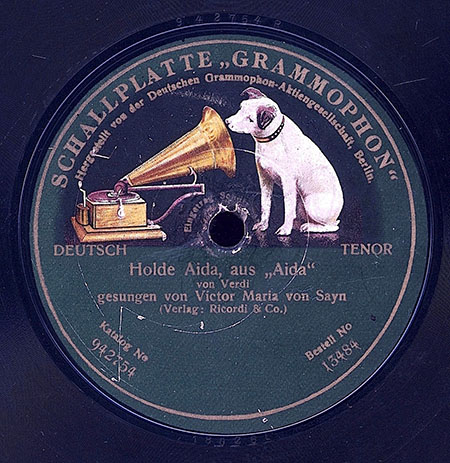 942754
SCHALLPLATTE „GRAMMOPHON“
Hergestellt von der Deutschen Grammophon-Aktiengesellschaft, Berlin.
DEUTSCH
TENOR
Holde Aida, aus „Aida“
von Verdi
gesungen von Victor Maria von Sayn
(Verlag: Ricordi & Co.)
Katalog No
942754
Bestell No
13484